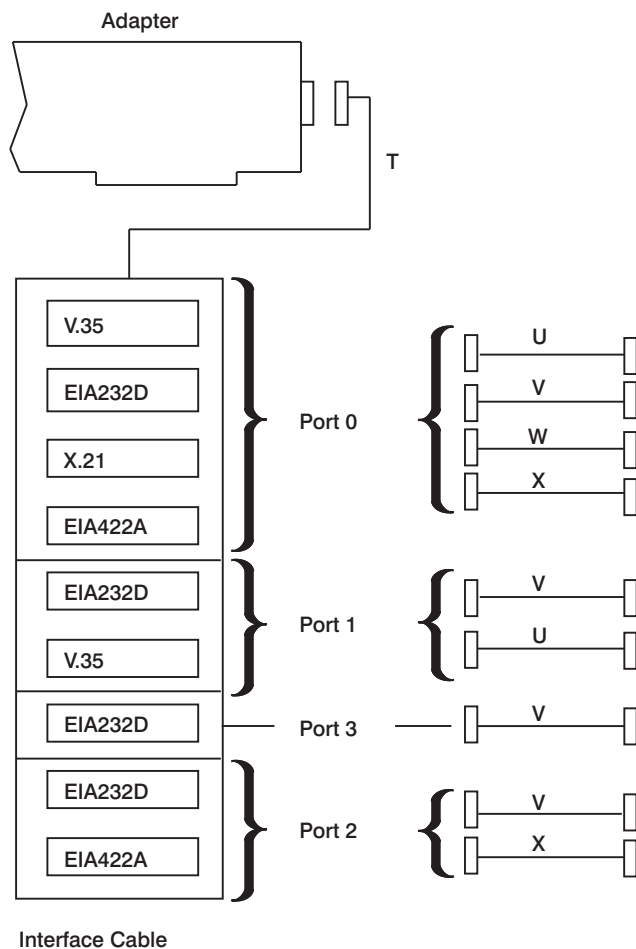 Adapter
T
V.35
EIA232D
X.21
EIA422A
Port 0
U
V
W
X
EIA232D
V.35
Port 1
V
U
EIA232D
Port 3
V
EIA232D
EIA422A
Port 2
V
X
Interface Cable